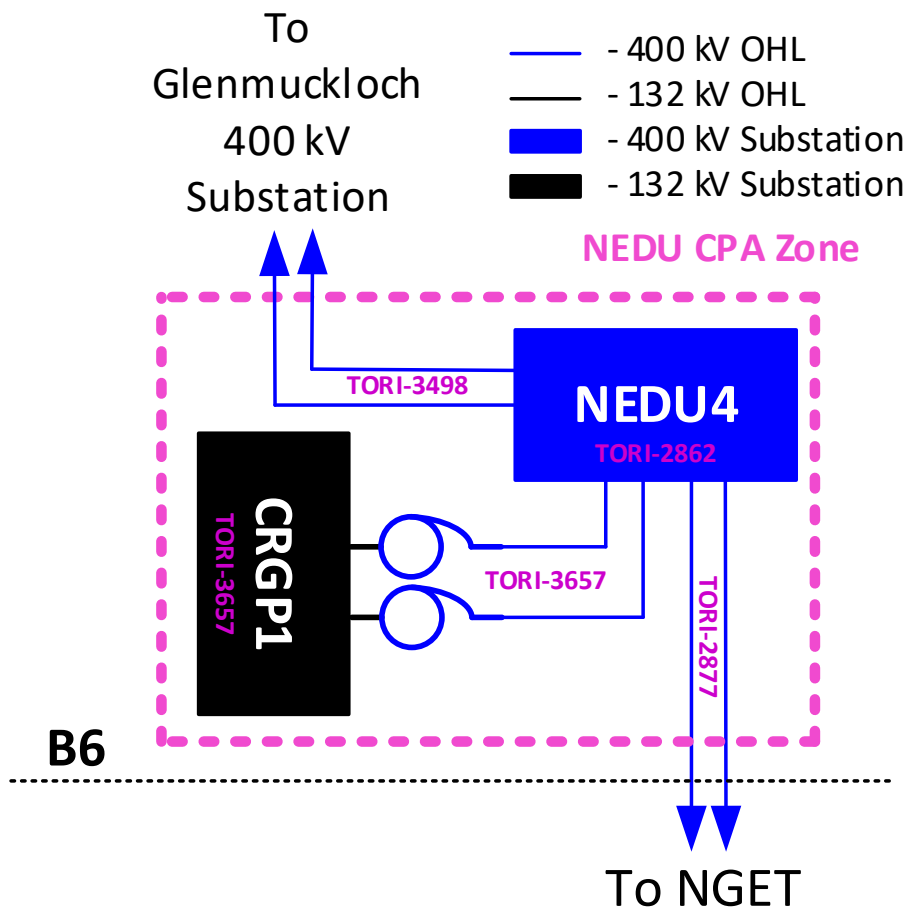 To
Glenmuckloch
400 kV
Substation
- 400 kV OHL
- 132 kV OHL
- 400 kV Substation
- 132 kV Substation
NEDU CPA Zone
TORI-3498
NEDU4
TORI-2862
CRGP1
TORI-3657
TORI-3657
TORI-2877
B6
To NGET